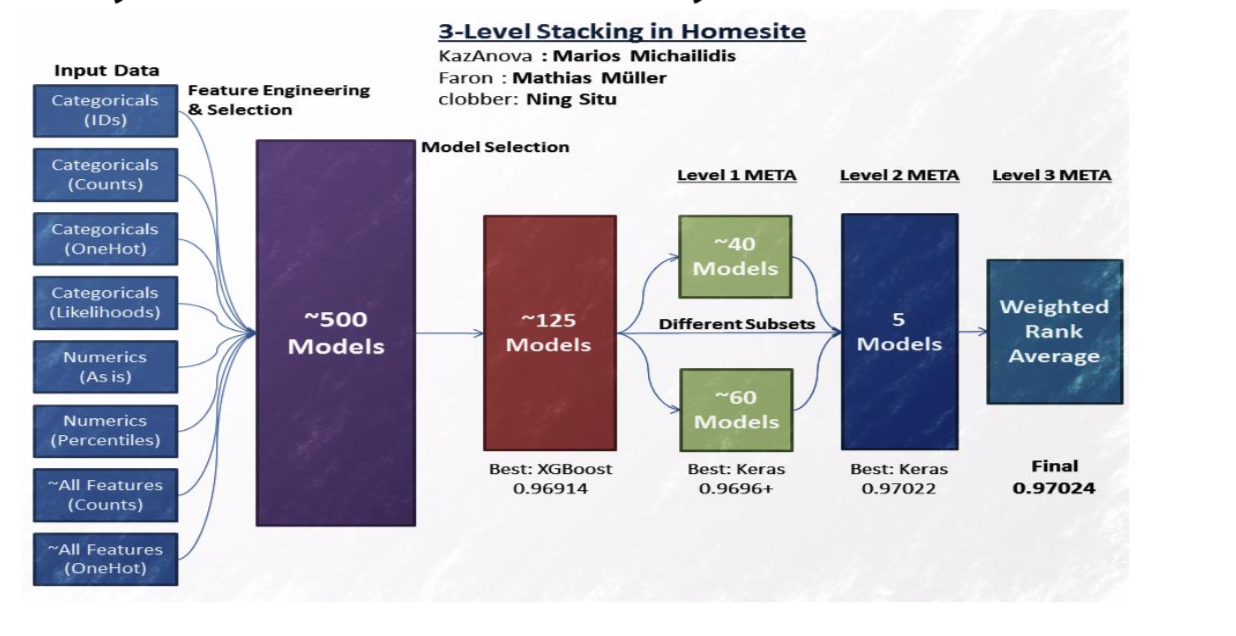 3-Level Stacking in Homesite
KazAnova : Marios Michailidis
Faron : Mathias Müller
clobber: Ning Situ
Input Data
Categoricals
(IDs)
Categoricals
(Counts)
Categoricals
(OneHot)
Categoricals
(Likelihoods)
Numerics
(As is)
Numerics
(Percentiles)
~All Features
(Counts)
~All Features
(OneHot)
Feature Engineering
& Selection
~500
Models
Model Selection
~125
Models
Best: XGBoost
0.96914
Level 1 META
~40
Models
Different Subsets
~60
Models
Best: Keras
0.9696+
Level 2 META
5
Models
Best: Keras
0.97022
Level 3 META
Weighted
Rank
Average
Final
0.97024